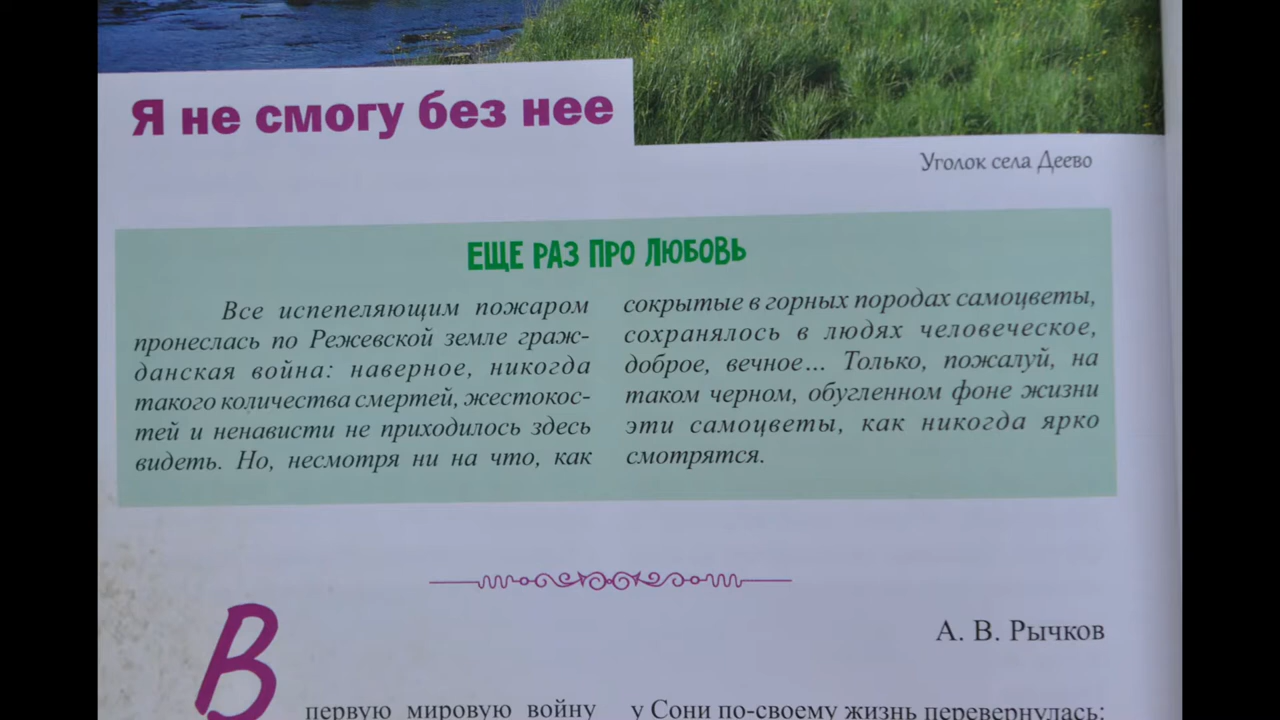 Я не смогу без нее
Уголок села Деево
ЕЩЕ РАЗ ПРО ЛЮБОВЬ
Все испепеляющим пожаром
пронеслась по Режевской земле граж-
данская война: наверное, никогда
такого количества смертей, жестокос-
тей и ненависти не приходилось здесь
видеть. Но, несмотря ни на что, как
сокрытые в горных породах самоцветы,
сохранялось в людях человеческое,
доброе, вечное... Только, пожалуй, на
таком черном, обугленном фоне жизни
эти самоцветы, как никогда ярко
смотрятся.
А. В. Рычков
В
первую мировую войну
у Сони по-своему жизнь перевернулась: